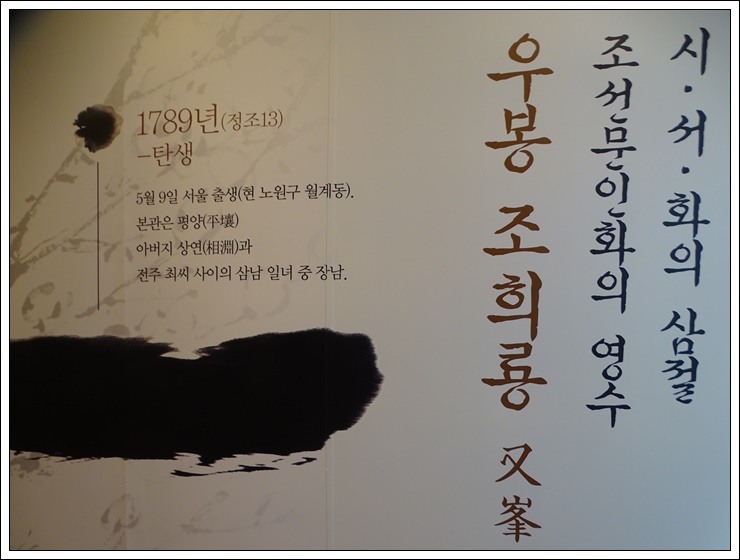 시·서·화의 삼절
조선문인화의 영수
우봉 조희룡 又峯
1789년(정조13)
–탄생
5월 9일 서울 출생(현 노원구 월계동).
본관은 평양(平壤)
아버지 상연(相淵)과
전주 최씨 사이의 삼남 일녀 중 장남.